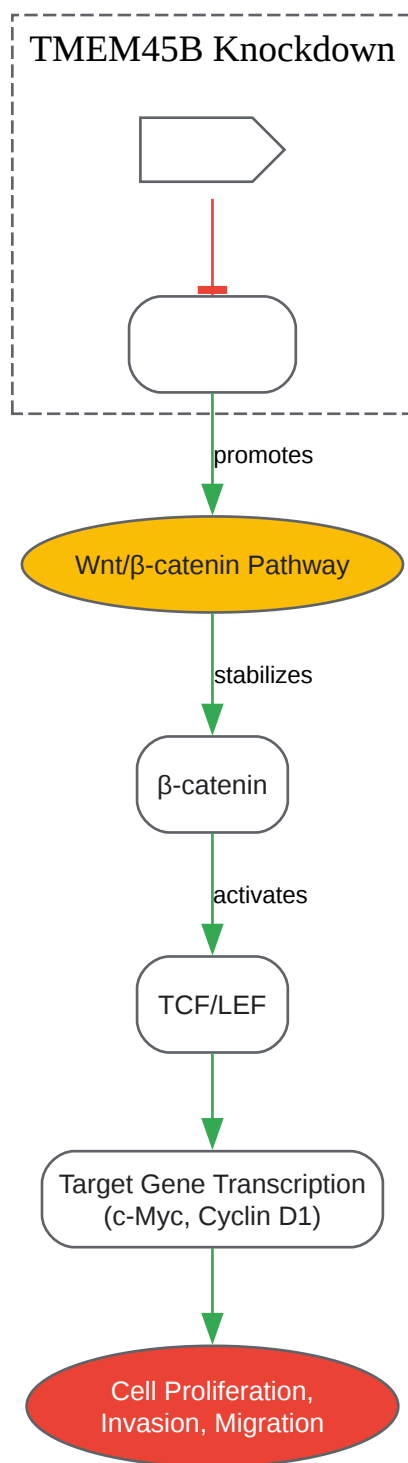 TMEM45B Knockdown
promotes
Wnt/β-catenin Pathway
stabilizes
β-catenin
activates
TCF/LEF
Target Gene Transcription
(c-Myc, Cyclin D1)
Cell Proliferation,
Invasion, Migration